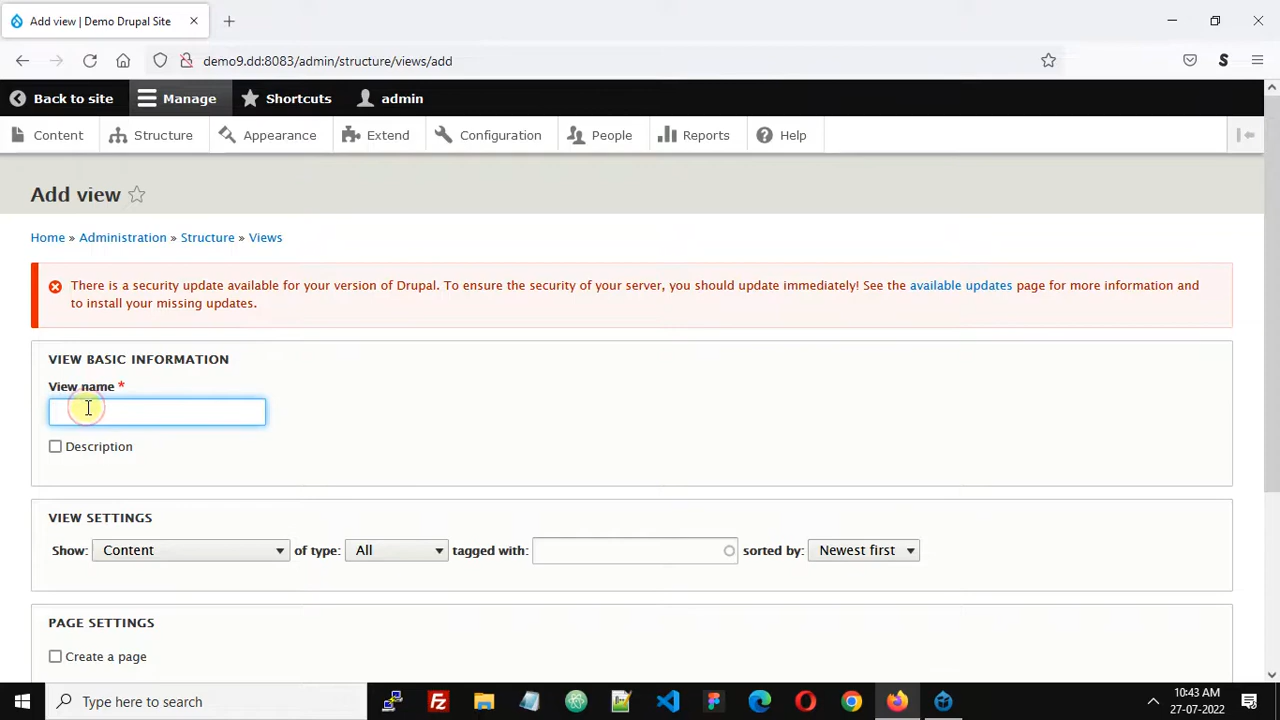 Add view | Demo Drupal Site
demo9.dd:8083/admin/structure/views/add
S
Back to site Manage Shortcuts admin
Content Structure Appearance Extend Configuration People Reports Help
Add view
Home » Administration » Structure » Views
There is a security update available for your version of Drupal. To ensure the security of your server, you should update immediately! See the available updates page for more information and
to install your missing updates.
VIEW BASIC INFORMATION
View name *
Description
VIEW SETTINGS
Show: Content of type: All tagged with: sorted by: Newest first
PAGE SETTINGS
Create a page
Type here to search
10:43 AM
27-07-2022